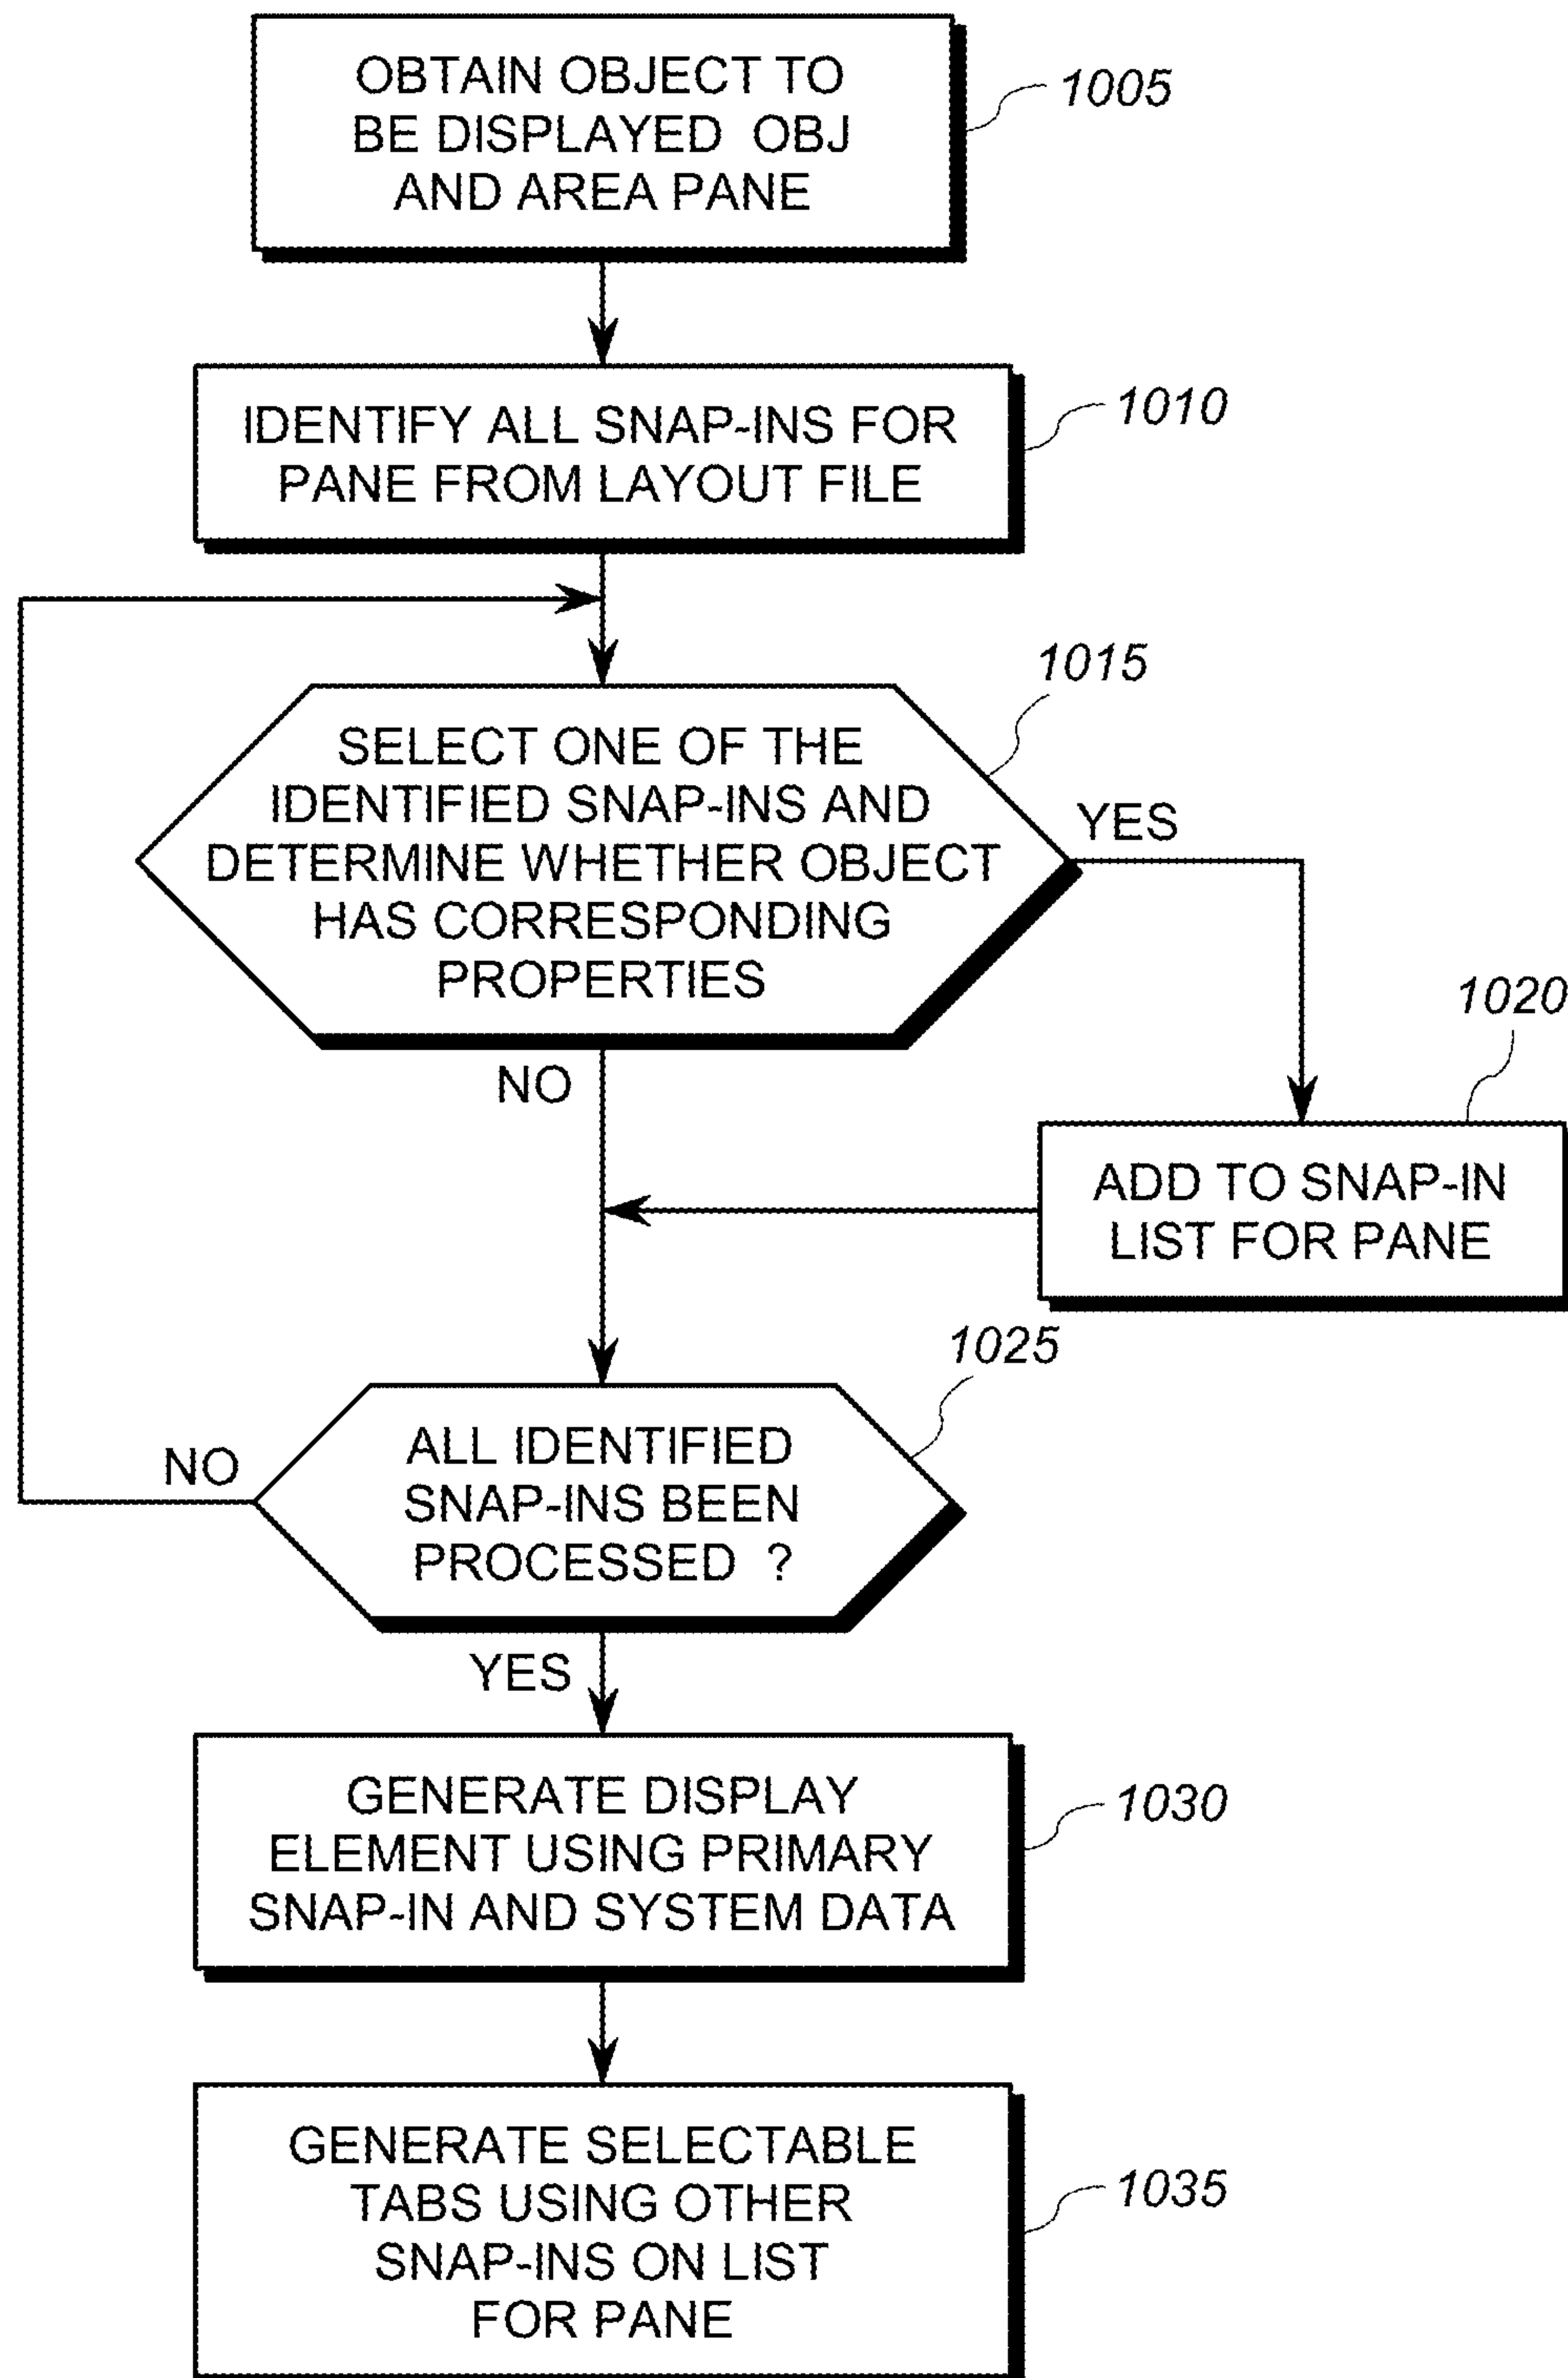 OBTAIN OBJECT TO
BE DISPLAYED OBJ
AND AREA PANE
1005
IDENTIFY ALL SNAP-INS FOR
PANE FROM LAYOUT FILE
1010
SELECT ONE OF THE
IDENTIFIED SNAP-INS AND
DETERMINE WHETHER OBJECT
HAS CORRESPONDING
PROPERTIES
1015
YES
NO
1020
ADD TO SNAP-IN
LIST FOR PANE
1025
ALL IDENTIFIED
SNAP-INS BEEN
PROCESSED ?
NO
YES
GENERATE DISPLAY
ELEMENT USING PRIMARY
SNAP-IN AND SYSTEM DATA
1030
GENERATE SELECTABLE
TABS USING OTHER
SNAP-INS ON LIST
FOR PANE
1035